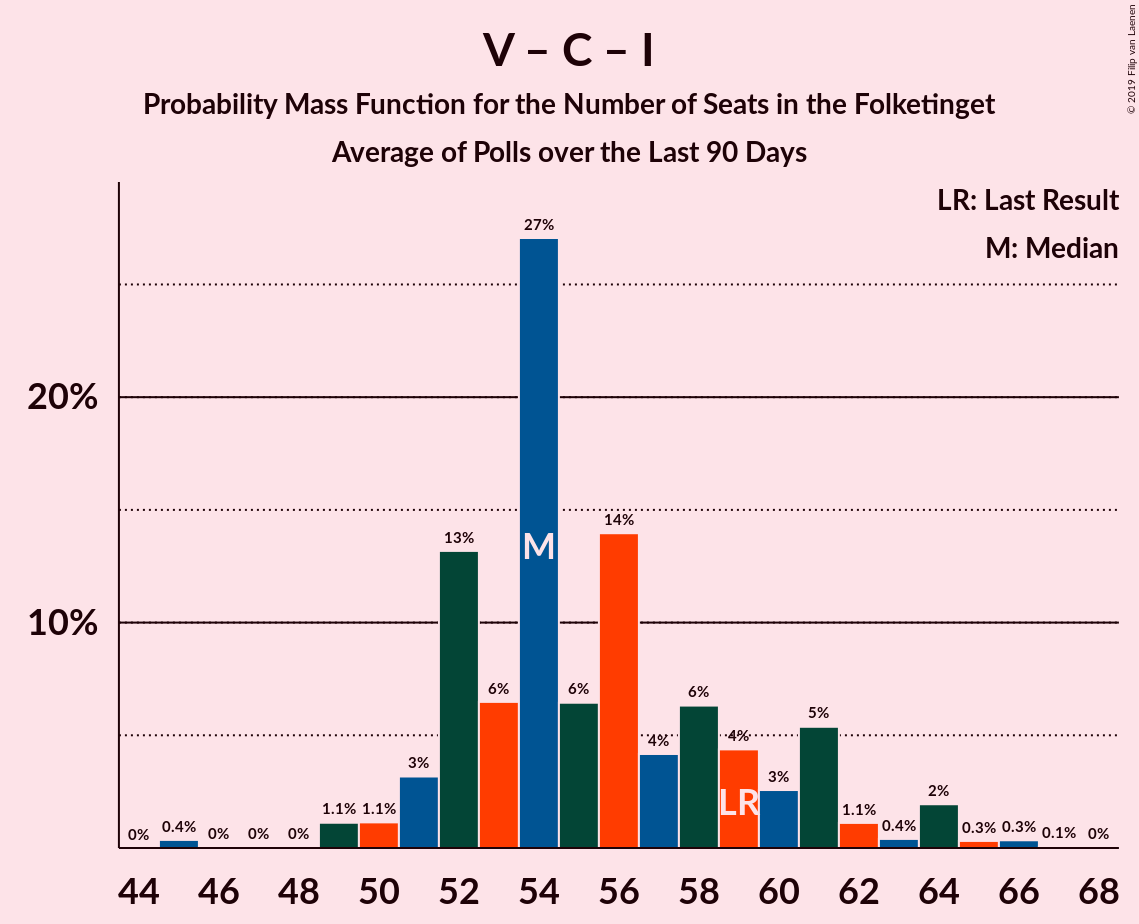 V – C – I
Probability Mass Function for the Number of Seats in the Folketinget
Average of Polls over the Last 90 Days
© 2019 Filip van Laenen
LR: Last Result
M: Median
20%
10%
0% 0.4% 0% 0% 0% 1.1% 1.1% 3% 13% 6% 27% 6% 14% 4% 6% 4% 3% 5% 1.1% 0.4% 2% 0.3% 0.3% 0.1% 0%
M
LR
44 46 48 50 52 54 56 58 60 62 64 66 68